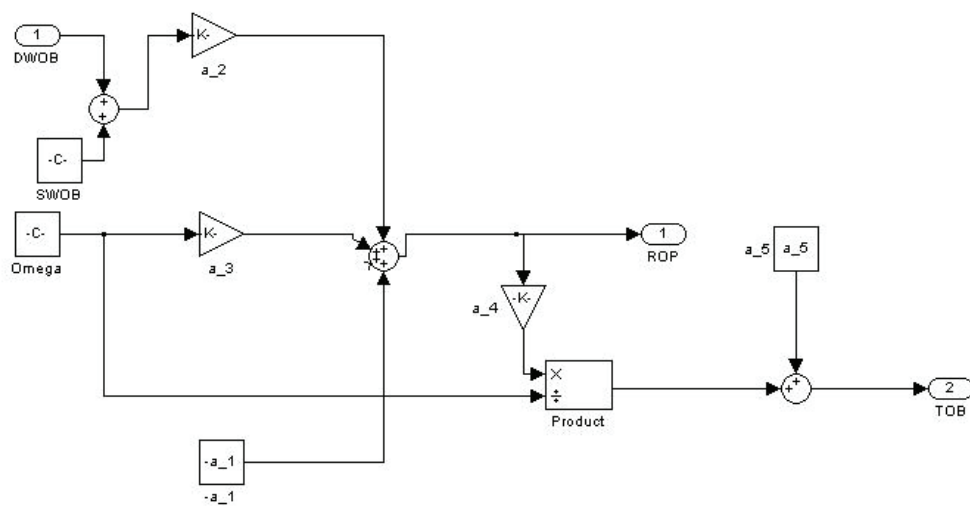 1
DWOB
K-
a_2
+
+
-C-
SWOB
-C-
Omega
K-
a_3
+
+
+
1
ROP
a_5
a_5
-K-
a_4
×
÷
Product
+
+
2
TOB
-a_1
-a_1